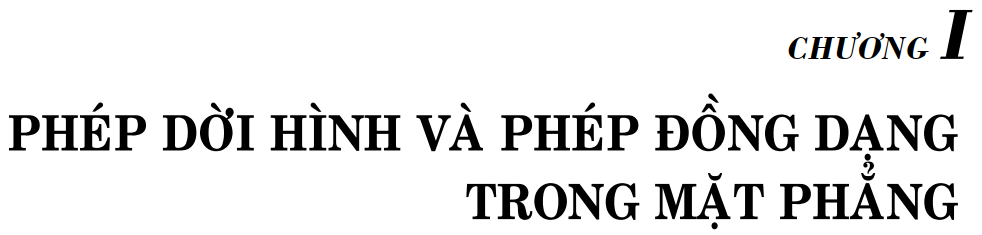 CHƯƠNG I
PHÉP DỜI HÌNH VÀ PHÉP ĐỒNG DẠNG
TRONG MẶT PHẲNG